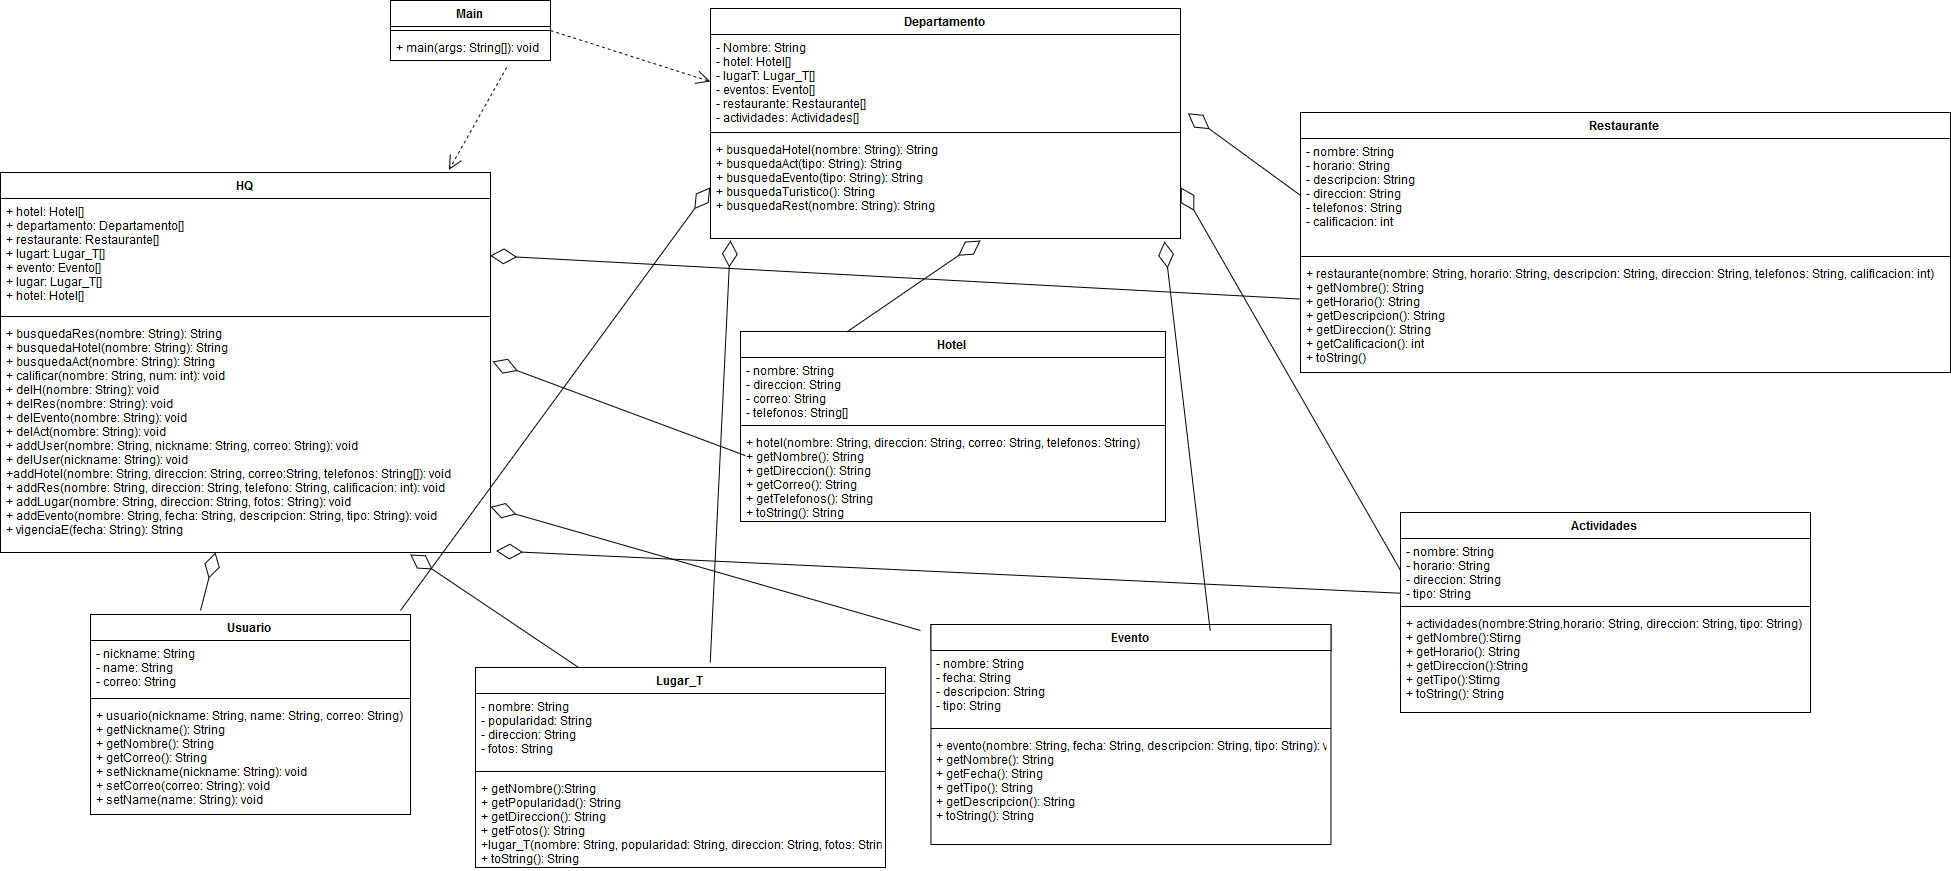 Main
+ main(args: String[]): void
Departamento
- Nombre: String
- hotel: Hotel[]
- lugarT: Lugar_T[]
- eventos: Evento[]
- restaurante: Restaurante[]
- actividades: Actividades[]
+ busquedaHotel(nombre: String): String
+ busquedaAct(tipo: String): String
+ busquedaEvento(tipo: String): String
+ busquedaTuristico(): String
+ busquedaRest(nombre: String): String
Restaurante
- nombre: String
- horario: String
- descripcion: String
- direccion: String
- telefonos: String
- calificacion: int
+ restaurante(nombre: String, horario: String, descripcion: String, direccion: String, telefonos: String, calificacion: int)
+ getNombre(): String
+ getHorario(): String
+ getDescripcion(): String
+ getDireccion(): String
+ getCalificacion(): int
+ toString()
HQ
+ hotel: Hotel[]
+ departamento: Departamento[]
+ restaurante: Restaurante[]
+ lugart: Lugar_T[]
+ evento: Evento[]
+ lugar: Lugar_T[]
+ hotel: Hotel[]
+ busquedaRes(nombre: String): String
+ busquedaHotel(nombre: String): String
+ busquedaAct(nombre: String): String
+ calificar(nombre: String, num: int): void
+ delH(nombre: String): void
+ delRes(nombre: String): void
+ delEvento(nombre: String): void
+ delAct(nombre: String): void
+ addUser(nombre: String, nickname: String, correo: String): void
+ delUser(nickname: String): void
+addHotel(nombre: String, direccion: String, correo:String, telefonos: String[]): void
+ addRes(nombre: String, direccion: String, telefono: String, calificacion: int): void
+ addLugar(nombre: String, direccion: String, fotos: String): void
+ addEvento(nombre: String, fecha: String, descripcion: String, tipo: String): void
+ vigenciaE(fecha: String): String
Hotel
- nombre: String
- direccion: String
- correo: String
- telefonos: String[]
+ hotel(nombre: String, direccion: String, correo: String, telefonos: String)
+ getNombre(): String
+ getDireccion(): String
+ getCorreo(): String
+ getTelefonos(): String
+ toString(): String
Actividades
- nombre: String
- horario: String
- direccion: String
- tipo: String
+ actividades(nombre:String,horario: String, direccion: String, tipo: String)
+ getNombre():Stirng
+ getHorario(): String
+ getDireccion():String
+ getTipo():Stirng
+ toString(): String
Usuario
- nickname: String
- name: String
- correo: String
+ usuario(nickname: String, name: String, correo: String)
+ getNickname(): String
+ getNombre(): String
+ getCorreo(): String
+ setNickname(nickname: String): void
+ setCorreo(correo: String): void
+ setName(name: String): void
Lugar_T
- nombre: String
- popularidad: String
- direccion: String
- fotos: String
+ getNombre():String
+ getPopularidad(): String
+ getDireccion(): String
+ getFotos(): String
+lugar_T(nombre: String, popularidad: String, direccion: String, fotos: Strin
+ toString(): String
Evento
- nombre: String
- fecha: String
- descripcion: String
- tipo: String
+ evento(nombre: String, fecha: String, descripcion: String, tipo: String): v
+ getNombre(): String
+ getFecha(): String
+ getTipo(): String
+ getDescripcion(): String
+ toString(): String